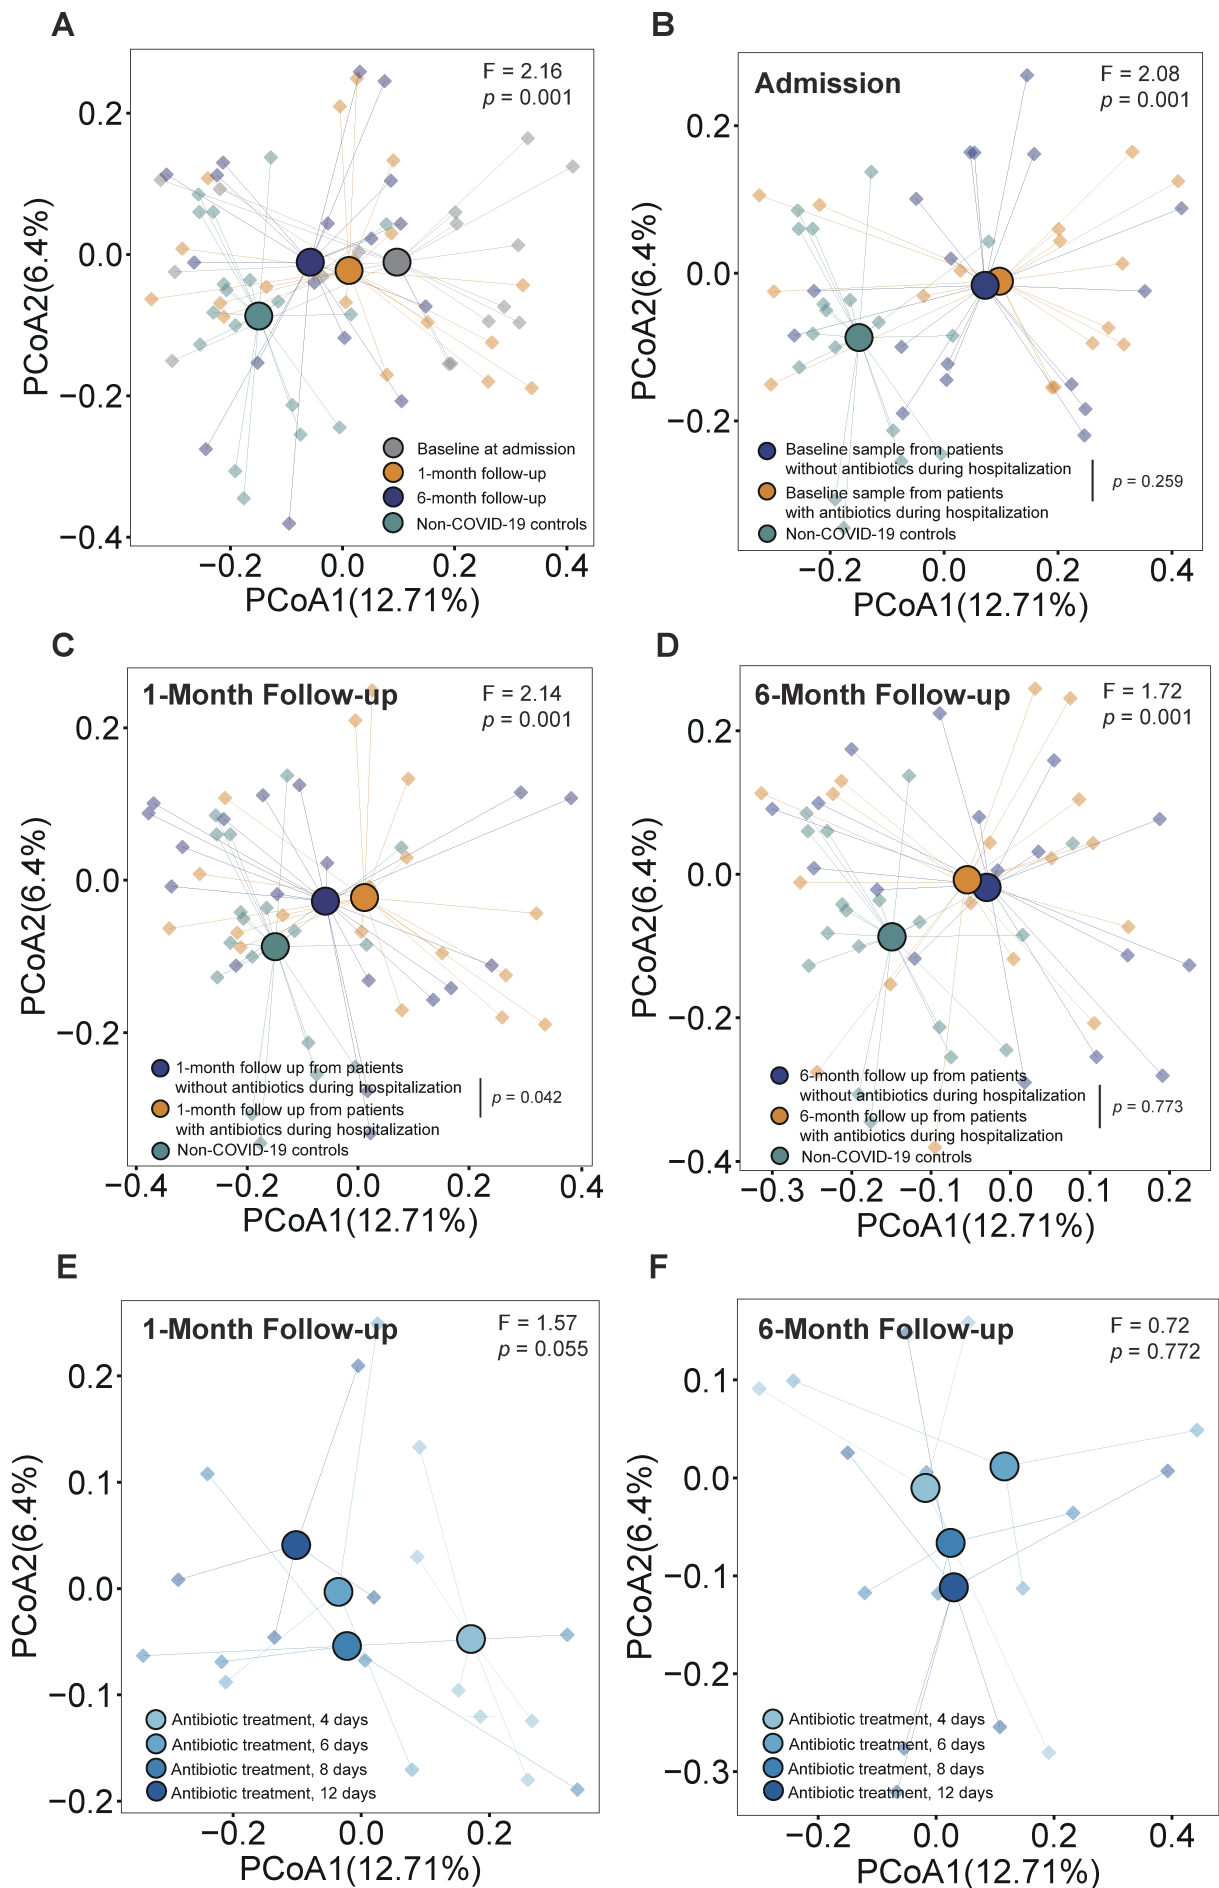 A
F = 2.16
p = 0.001
0.2
0.0
−0.2
−0.4
PCoA2(6.4%)
Baseline at admission
1-month follow-up
6-month follow-up
Non-COVID-19 controls
−0.2
0.0
0.2
0.4
PCoA1(12.71%)
B
Admission
F = 2.08
p = 0.001
0.2
0.0
−0.2
PCoA2(6.4%)
Baseline sample from patients
without antibiotics during hospitalization
Baseline sample from patients
with antibiotics during hospitalization
Non-COVID-19 controls
p = 0.259
−0.2
0.0
0.2
0.4
PCoA1(12.71%)
C
1-Month Follow-up
F = 2.14
p = 0.001
0.2
0.0
−0.2
PCoA2(6.4%)
1-month follow up from patients
without antibiotics during hospitalization
1-month follow up from patients
with antibiotics during hospitalization
Non-COVID-19 controls
p = 0.042
−0.4
−0.2
0.0
0.2
0.4
PCoA1(12.71%)
D
6-Month Follow-up
F = 1.72
p = 0.001
0.2
0.0
−0.2
−0.4
PCoA2(6.4%)
6-month follow up from patients
without antibiotics during hospitalization
6-month follow up from patients
with antibiotics during hospitalization
Non-COVID-19 controls
p = 0.773
−0.3
−0.2
−0.1
0.0
0.1
0.2
PCoA1(12.71%)
E
1-Month Follow-up
F = 1.57
p = 0.055
0.2
0.1
0.0
−0.1
−0.2
PCoA2(6.4%)
Antibiotic treatment, 4 days
Antibiotic treatment, 6 days
Antibiotic treatment, 8 days
Antibiotic treatment, 12 days
−0.2
0.0
0.2
PCoA1(12.71%)
F
6-Month Follow-up
F = 0.72
p = 0.772
0.1
0.0
−0.1
−0.2
−0.3
PCoA2(6.4%)
Antibiotic treatment, 4 days
Antibiotic treatment, 6 days
Antibiotic treatment, 8 days
Antibiotic treatment, 12 days
−0.2
0.0
0.2
0.4
PCoA1(12.71%)